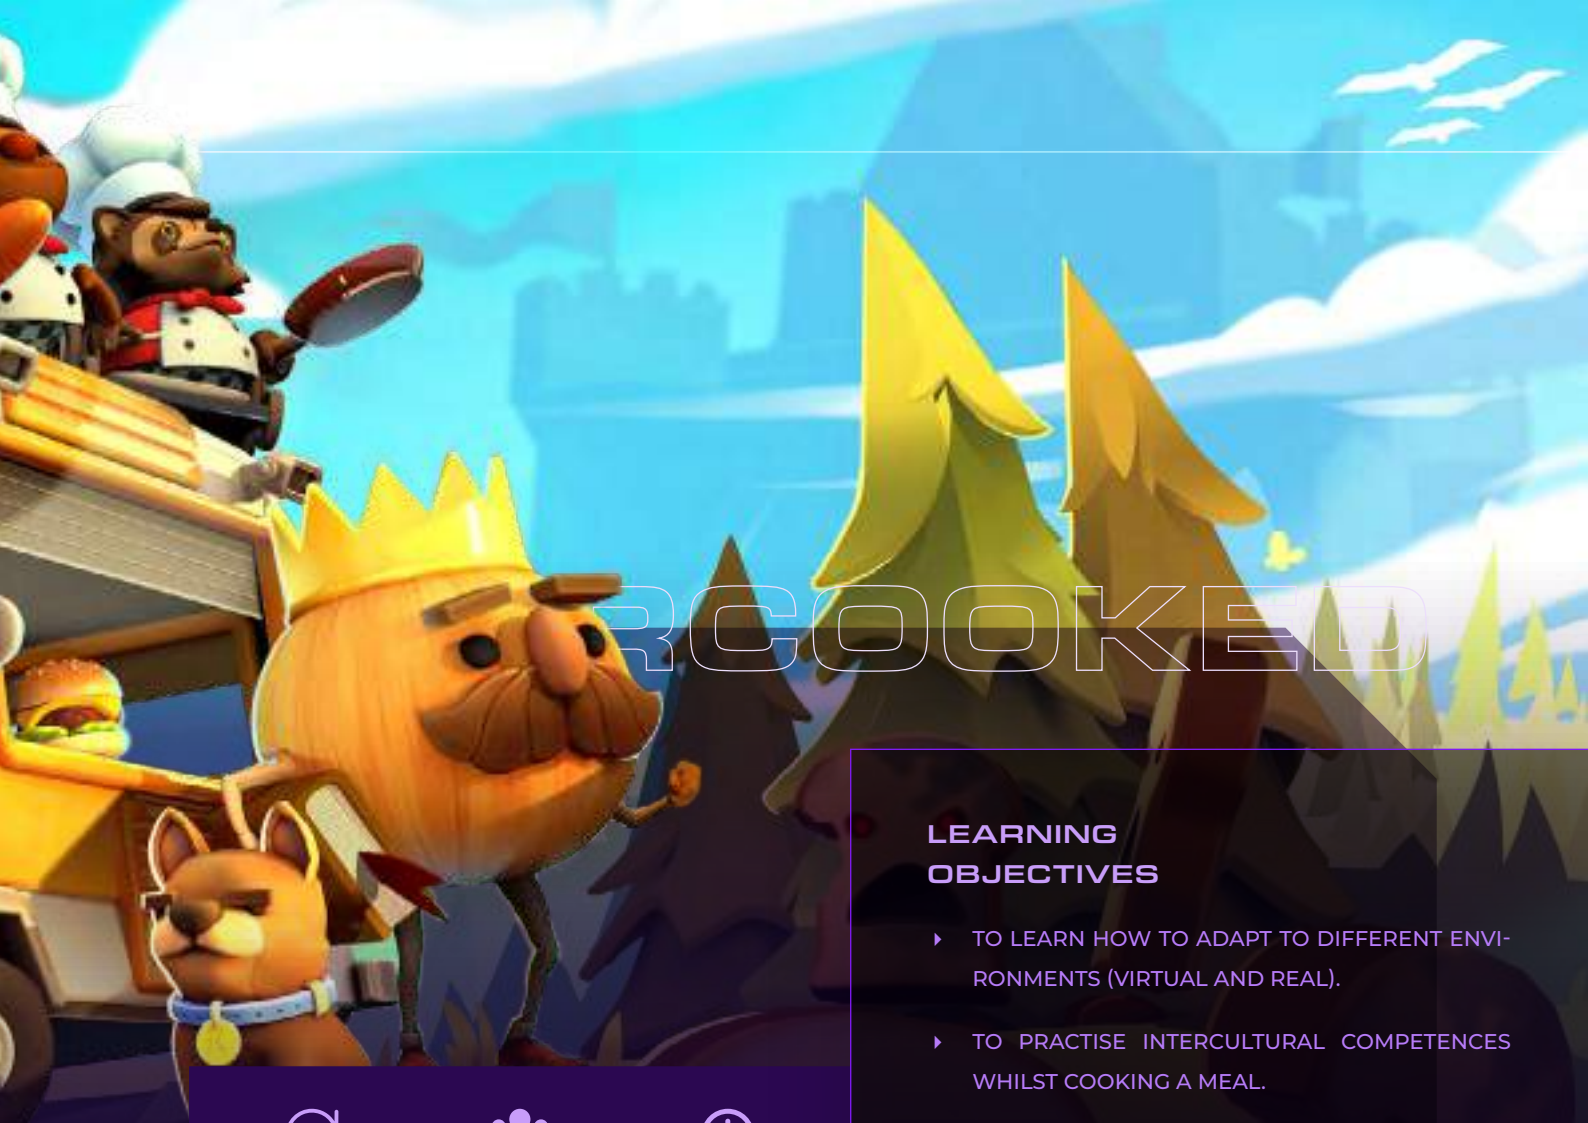 RCOOKED
LEARNING
OBJECTIVES
TO LEARN HOW TO ADAPT TO DIFFERENT ENVI-
RONMENTS (VIRTUAL AND REAL).
TO PRACTISE INTERCULTURAL COMPETENCES
WHILST COOKING A MEAL.